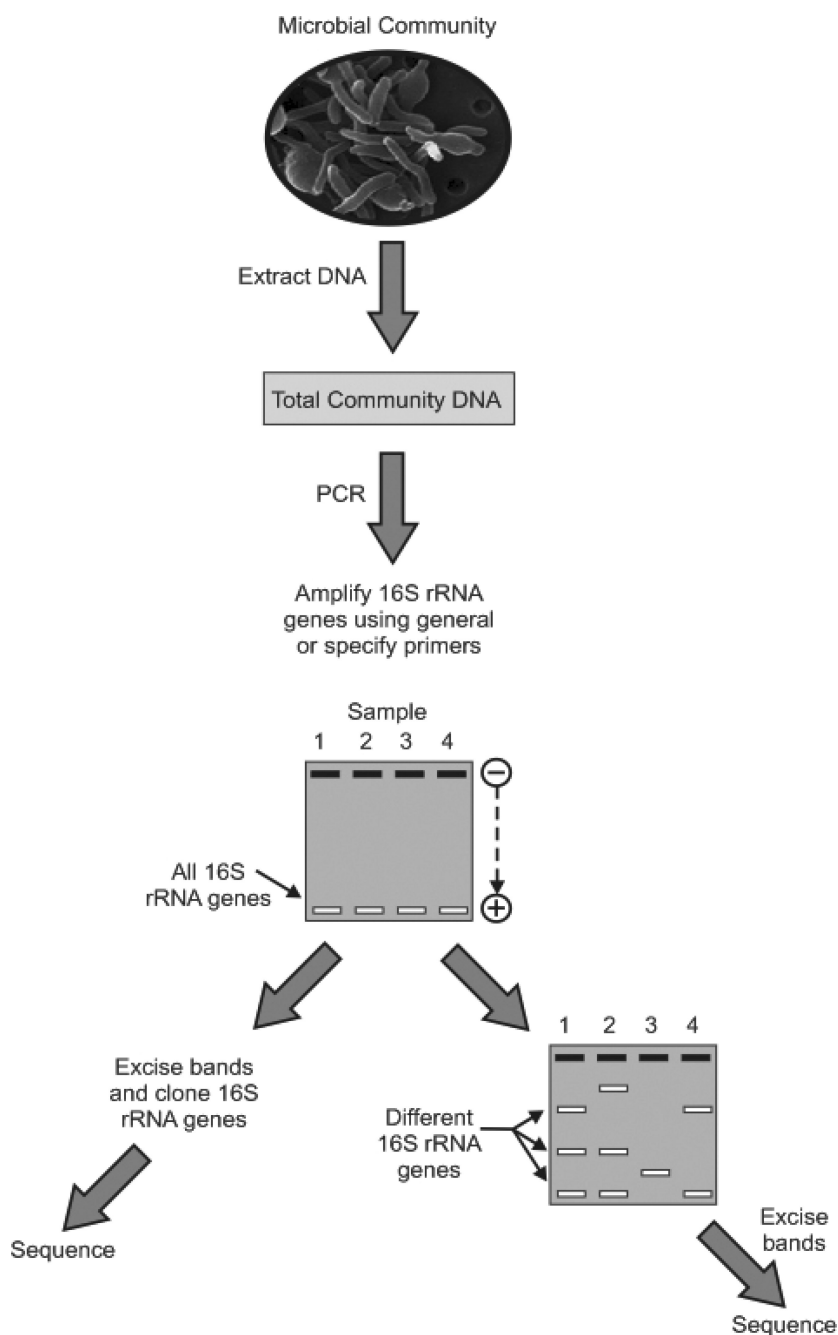 Microbial Community
Extract DNA
Total Community DNA
PCR
Amplify 16S rRNA
genes using general
or specify primers
Sample
1 2 3 4
−
All 16S
rRNA genes
+
Excise bands
and clone 16S
rRNA genes
Sequence
1 2 3 4
Different
16S rRNA
genes
Excise
bands
Sequence